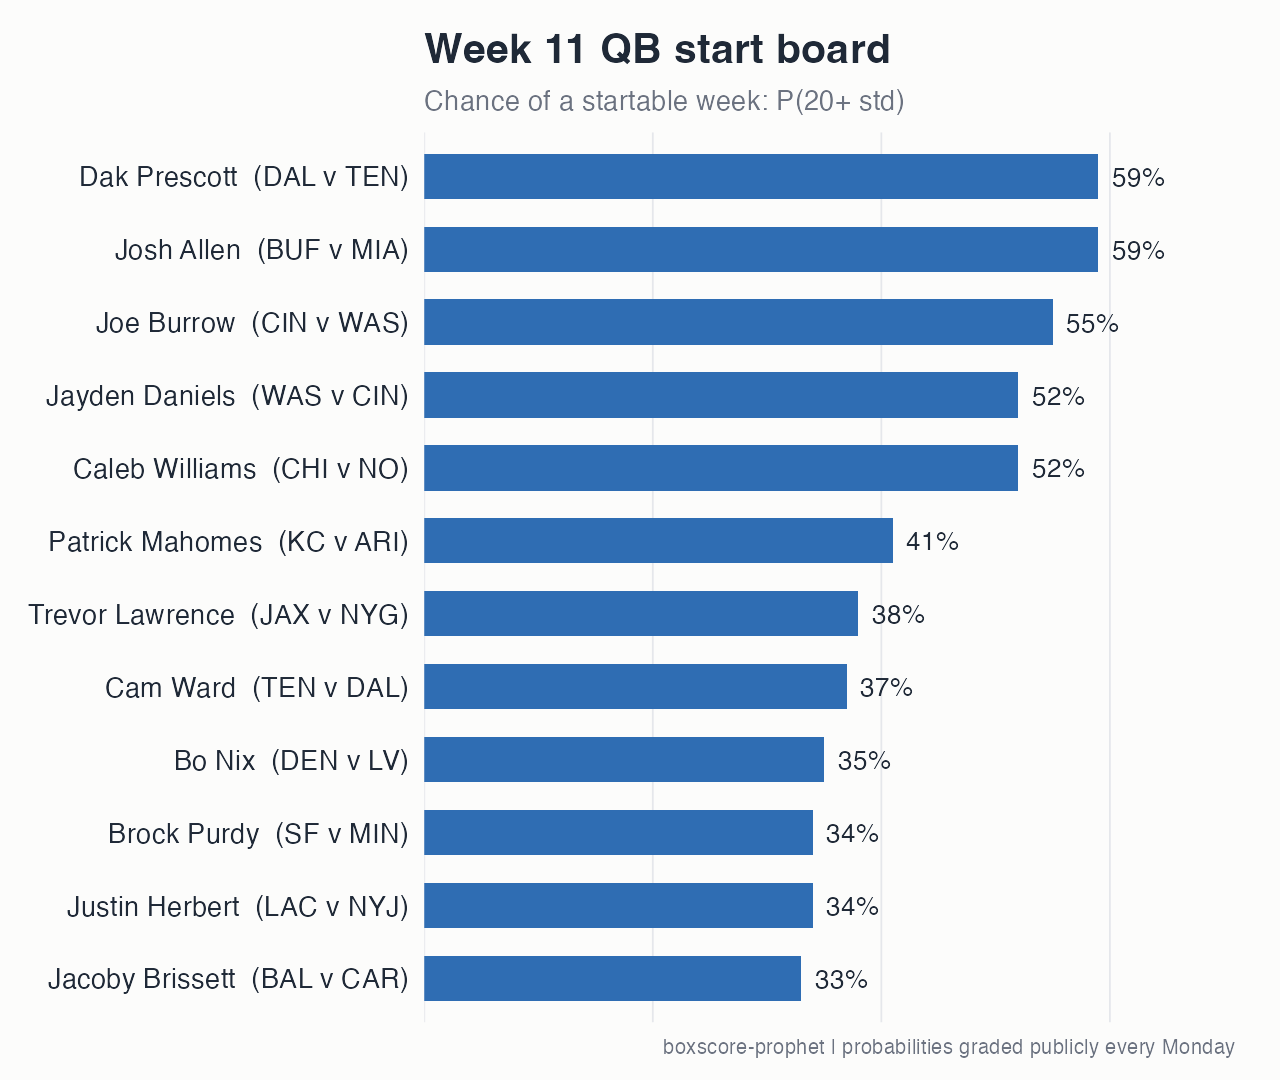 Week 11 QB start board
Chance of a startable week: P(20+ std)
Dak Prescott (DAL v TEN) 59%
Josh Allen (BUF v MIA) 59%
Joe Burrow (CIN v WAS) 55%
Jayden Daniels (WAS v CIN) 52%
Caleb Williams (CHI v NO) 52%
Patrick Mahomes (KC v ARI) 41%
Trevor Lawrence (JAX v NYG) 38%
Cam Ward (TEN v DAL) 37%
Bo Nix (DEN v LV) 35%
Brock Purdy (SF v MIN) 34%
Justin Herbert (LAC v NYJ) 34%
Jacoby Brissett (BAL v CAR) 33%
boxscore-prophet | probabilities graded publicly every Monday